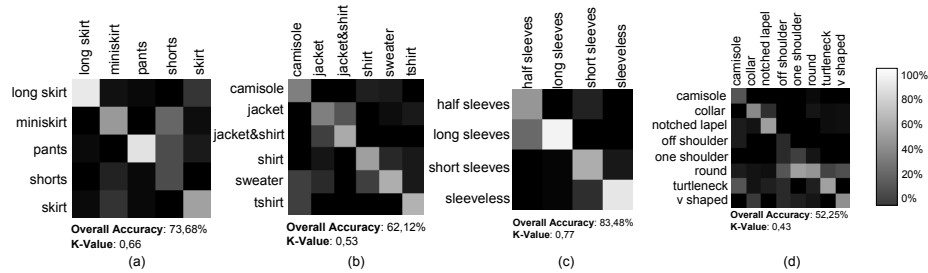 long skirt
miniskirt
pants
shorts
skirt
long skirt
miniskirt
pants
shorts
skirt
Overall Accuracy: 73,68%
K-Value: 0,66
(a)
camisole
jacket
jacket&shirt
shirt
sweater
tshirt
camisole
jacket
jacket&shirt
shirt
sweater
tshirt
Overall Accuracy: 62,12%
K-Value: 0,53
(b)
half sleeves
long sleeves
short sleeves
sleeveless
half sleeves
long sleeves
short sleeves
sleeveless
Overall Accuracy: 83,48%
K-Value: 0,77
(c)
camisole
collar
notched lapel
off shoulder
one shoulder
round
turtleneck
v shaped
camisole
collar
notched lapel
off shoulder
one shoulder
round
turtleneck
v shaped
Overall Accuracy: 52,25%
K-Value: 0,43
(d)
100%
80%
60%
40%
20%
0%